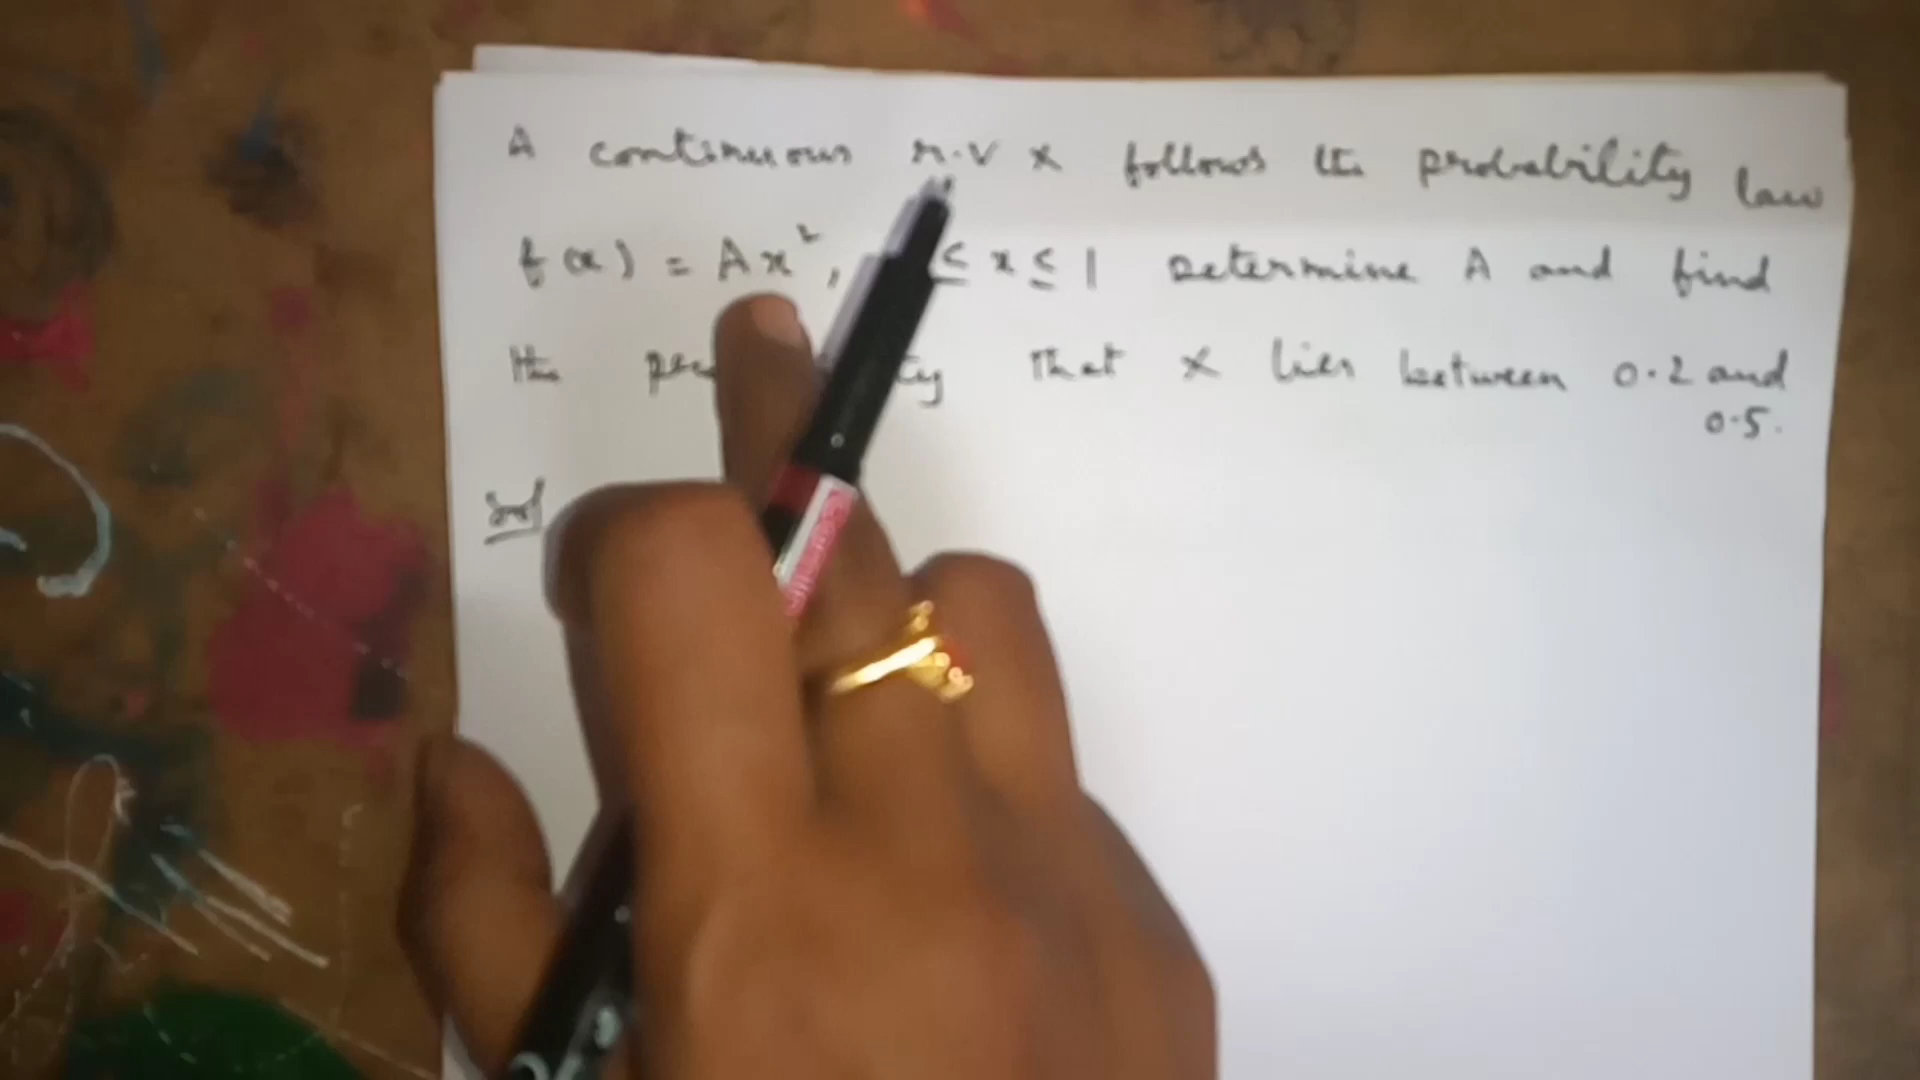 A continuous r.v X follows the probability law
f(x) = Ax², ≤ x ≤ 1 Determine A and find
the that X lies between 0.2 and
0.5.
Sol